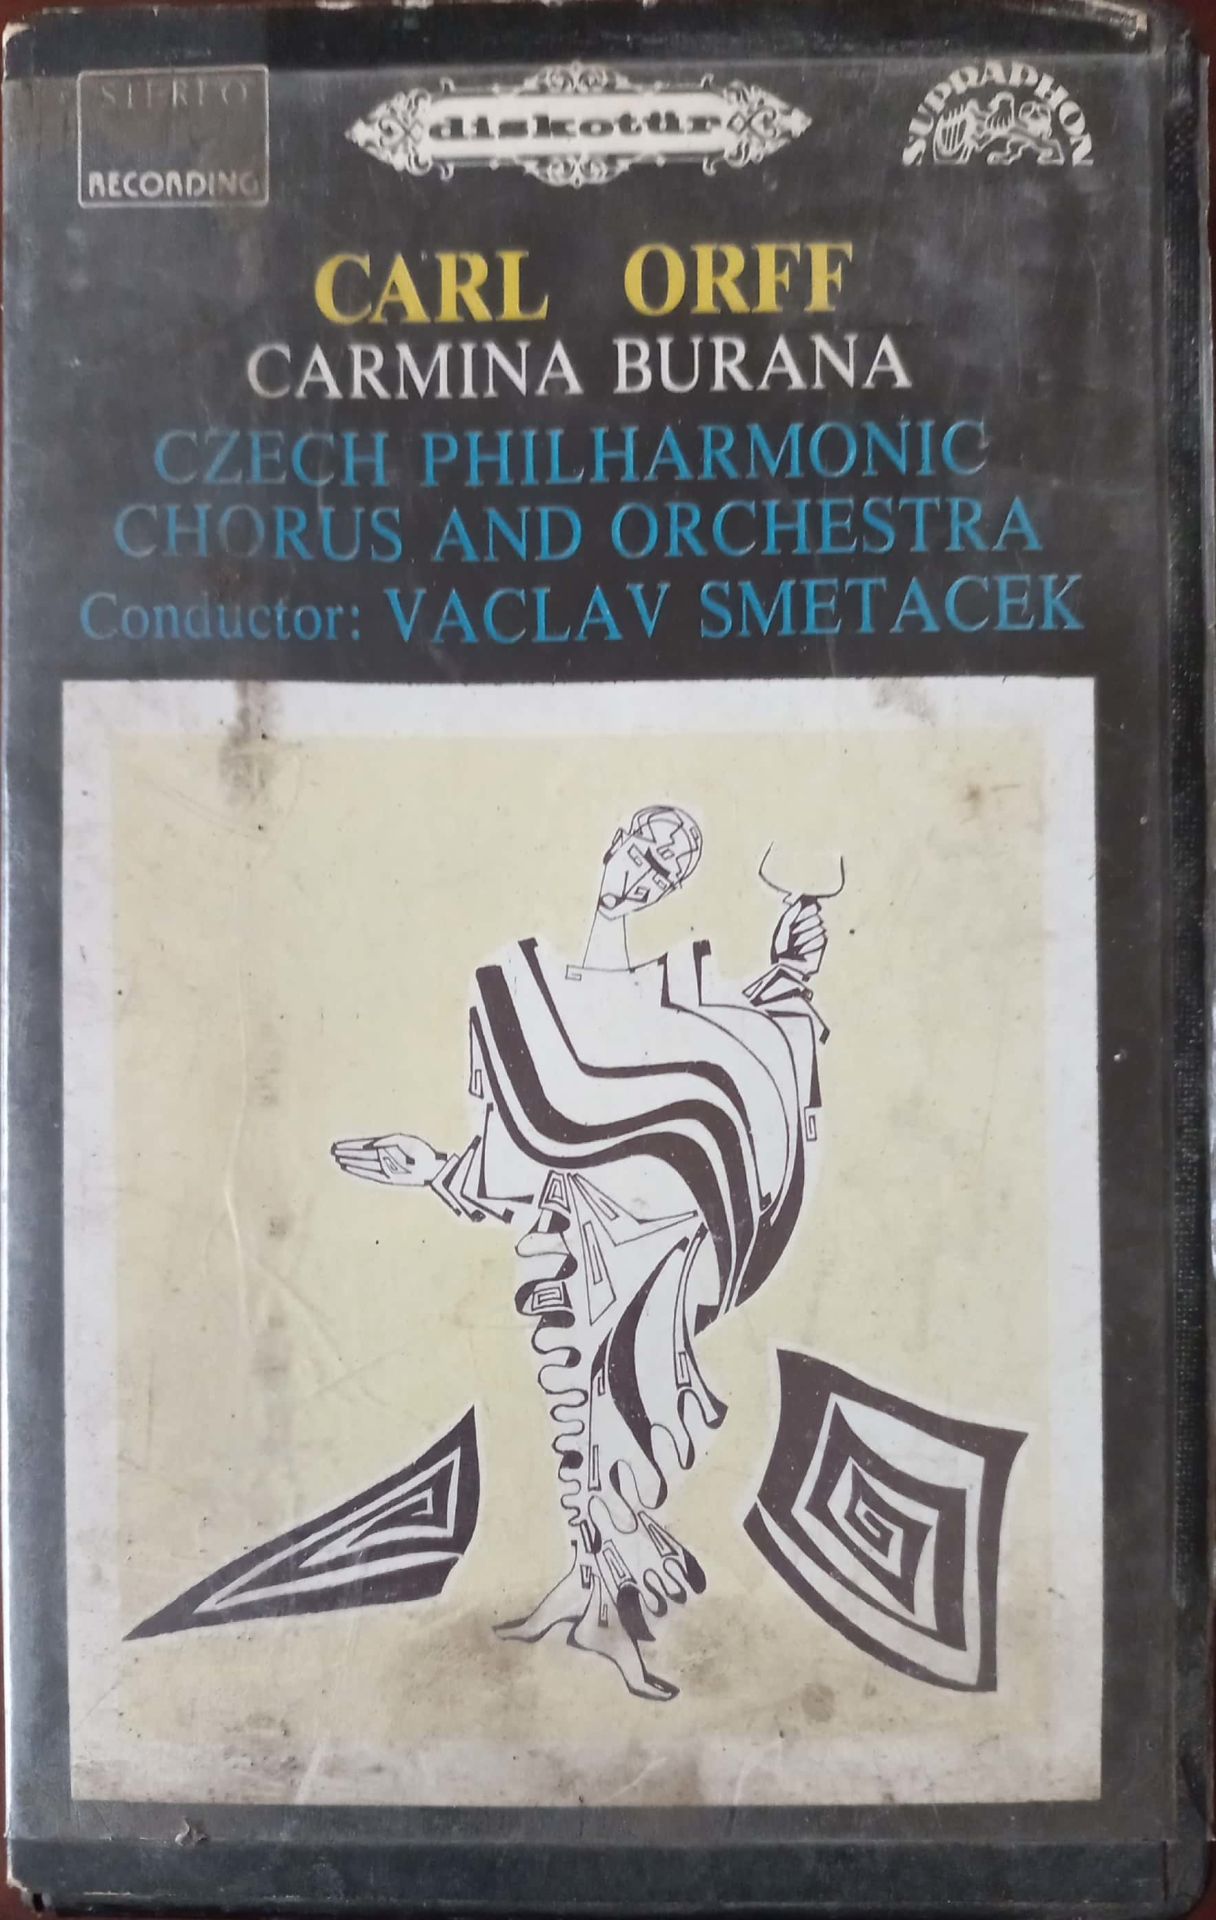 STEREO
RECORDING
diskotür
SUPRAPHON
CARL ORFF
CARMINA BURANA
CZECH PHILHARMONIC
CHORUS AND ORCHESTRA
Conductor: VACLAV SMETACEK